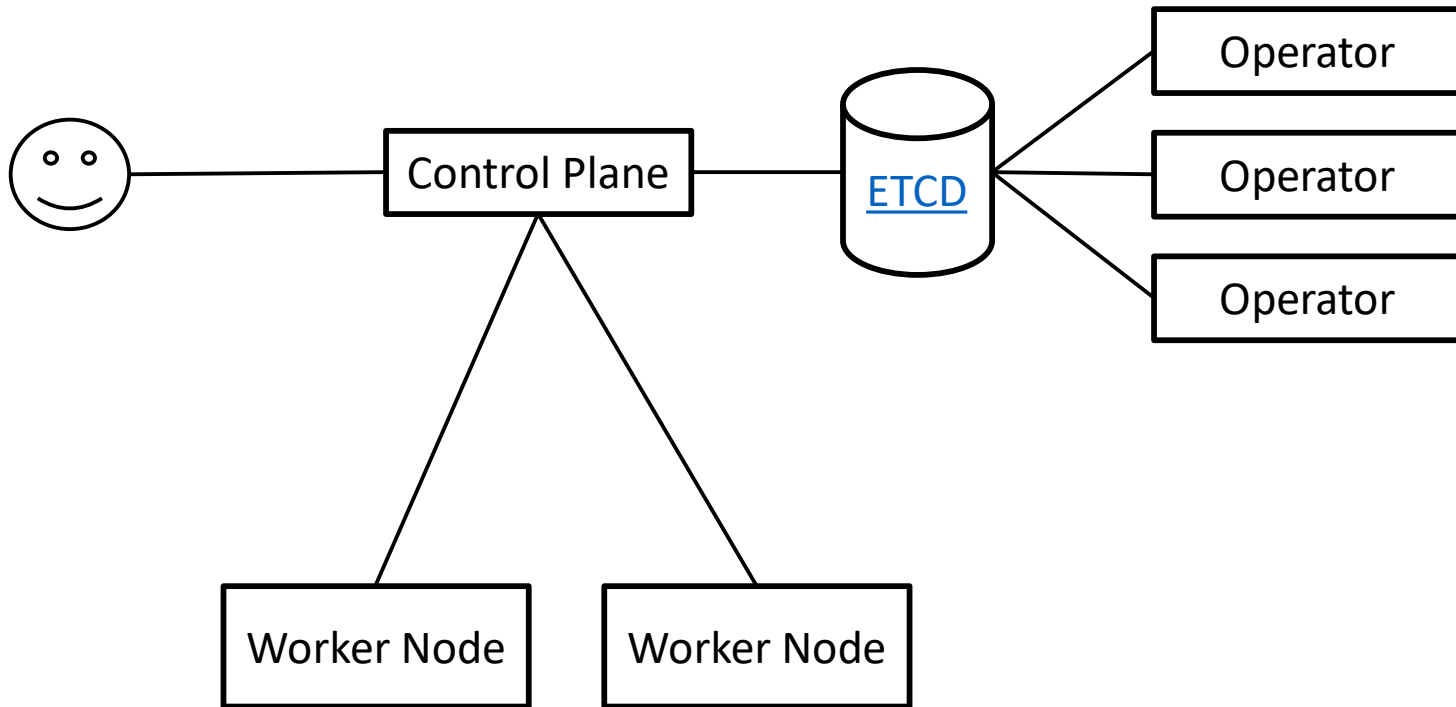 Operator
Control Plane
ETCD
Operator
Operator
Worker Node
Worker Node